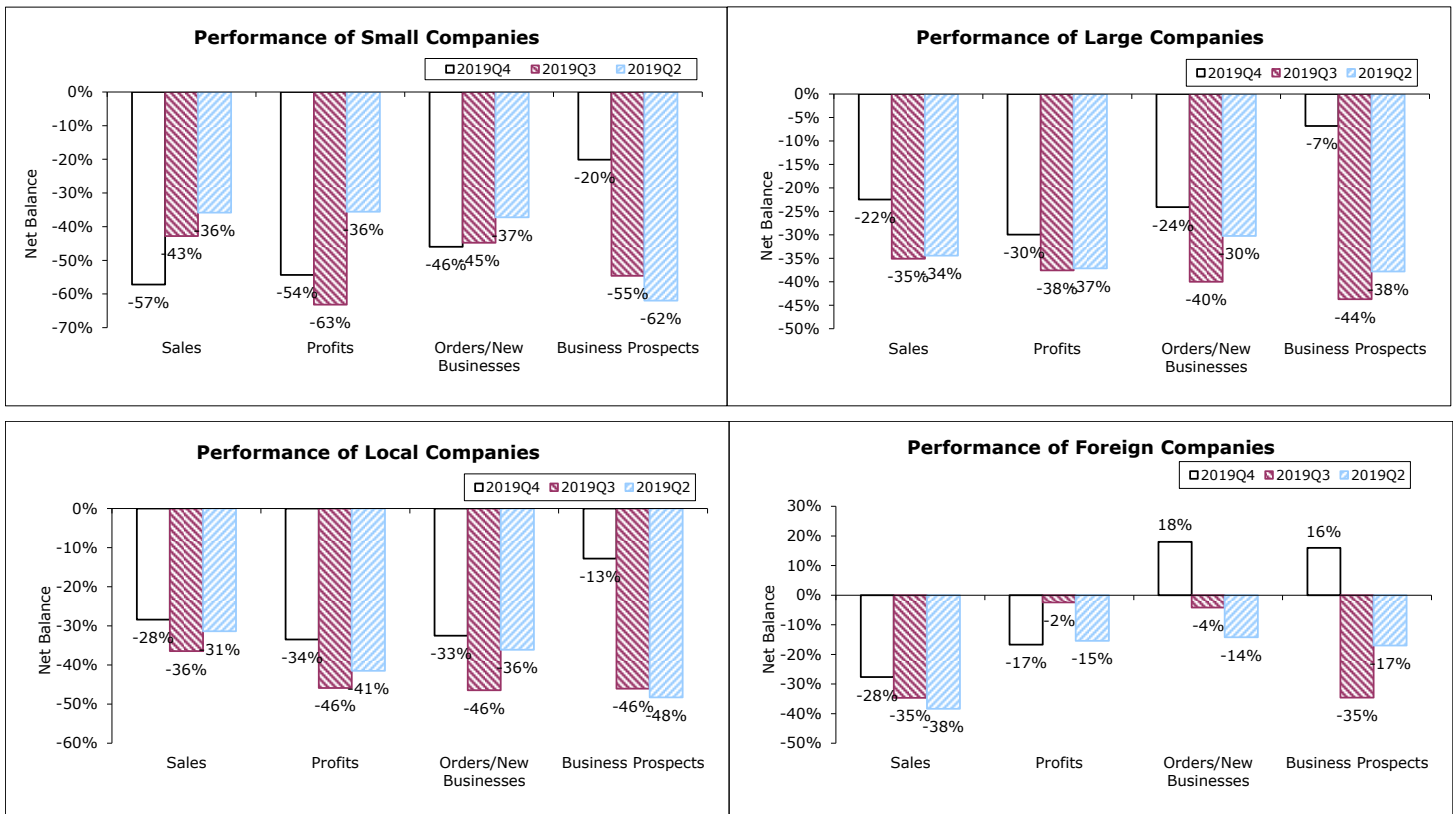 Performance of Small Companies
2019Q4 2019Q3 2019Q2
Net Balance
0%
-10%
-20%
-30%
-40%
-50%
-60%
-70%
-57%
-43%
-36%
-54%
-63%
-36%
-46%
-45%
-37%
-20%
-55%
-62%
Sales
Profits
Orders/New
Businesses
Business Prospects
Performance of Large Companies
2019Q4 2019Q3 2019Q2
Net Balance
0%
-5%
-10%
-15%
-20%
-25%
-30%
-35%
-40%
-45%
-50%
-22%
-35%
-34%
-30%
-38%
-37%
-24%
-40%
-30%
-7%
-44%
-38%
Sales
Profits
Orders/New
Businesses
Business Prospects
Performance of Local Companies
2019Q4 2019Q3 2019Q2
Net Balance
0%
-10%
-20%
-30%
-40%
-50%
-60%
-28%
-36%
-31%
-34%
-46%
-41%
-33%
-46%
-36%
-13%
-46%
-48%
Sales
Profits
Orders/New
Businesses
Business Prospects
Performance of Foreign Companies
2019Q4 2019Q3 2019Q2
Net Balance
30%
20%
10%
0%
-10%
-20%
-30%
-40%
-50%
-28%
-35%
-38%
-17%
-2%
-15%
18%
-4%
-14%
16%
-35%
-17%
Sales
Profits
Orders/New
Businesses
Business Prospects